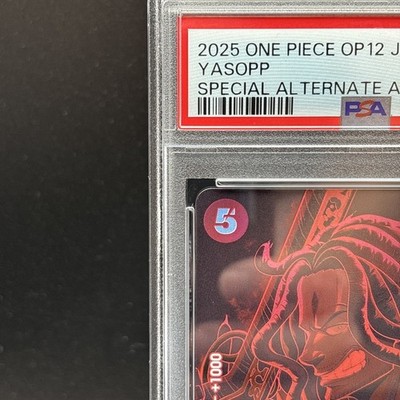 2025 ONE PIECE OP12 J
YASOPP
SPECIAL ALTERNATE A
PSA
5
+1000